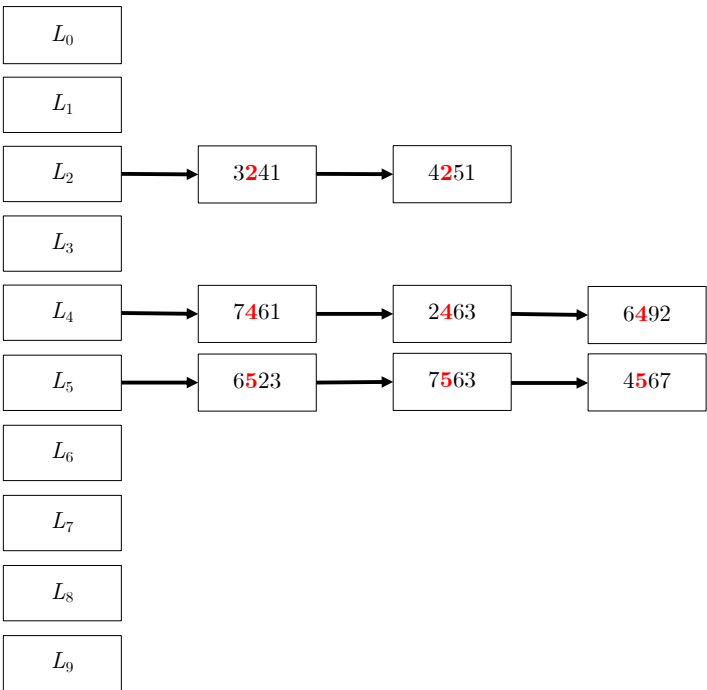 L₀
L₁
L₂ 3241 4251
L₃
L₄ 7461 2463 6492
L₅ 6523 7563 4567
L₆
L₇
L₈
L₉